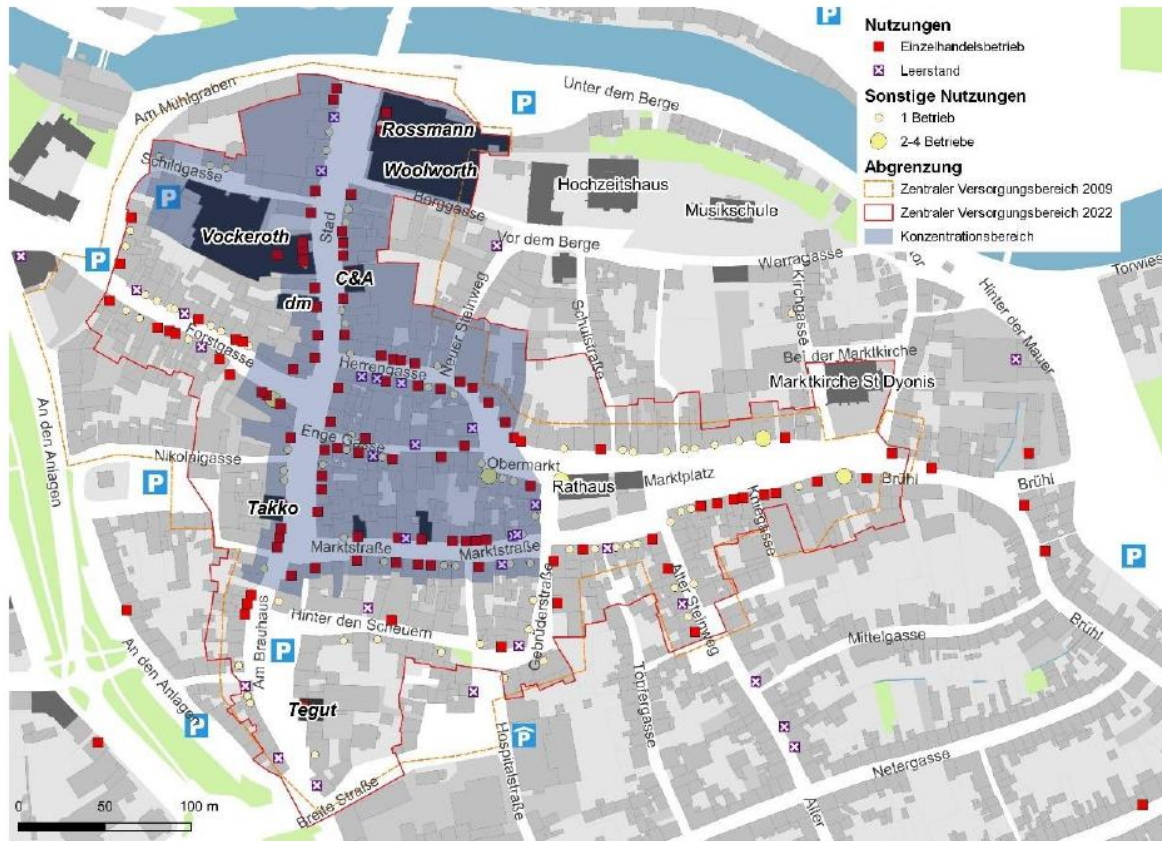 P
Nutzungen
Einzelhandelsbetrieb
Leerstand
Sonstige Nutzungen
1 Betrieb
2-4 Betriebe
Abgrenzung
Zentraler Versorgungsbereich 2009
Zentraler Versorgungsbereich 2022
Konzentrationsbereich
Am Mühlgraben
P
Unter dem Berge
Rossmann
Woolworth
Schildgasse
P
Hochzeitshaus
Musikschule
Borggasse
Stad
Vockeroth
Vor dem Berge
Werragasse
Torwies
P
C&A
dm
Neuer Steinweg
Schulstraße
Kirchgasse
Hinter der Mauer
Forstgasse
Herrengasse
Bei der Marktkirche
Marktkirche St Dyonis
An den Anlagen
Enge Gasse
Nikolaigasse
Obermarkt
Rathaus
Marktplatz
Brühl
Brühl
P
Takko
Kniegasse
Marktstraße
Marktstraße
P
Hinter den Scheuern
Gebrüderstraße
Alter Steinweg
Mittelgasse
Brühl
Am Brauhaus
P
An den Anlagen
P
Tegut
P
Hospitalstraße
Töpfergasse
Netergasse
Breite Straße
Alter
0 50 100 m